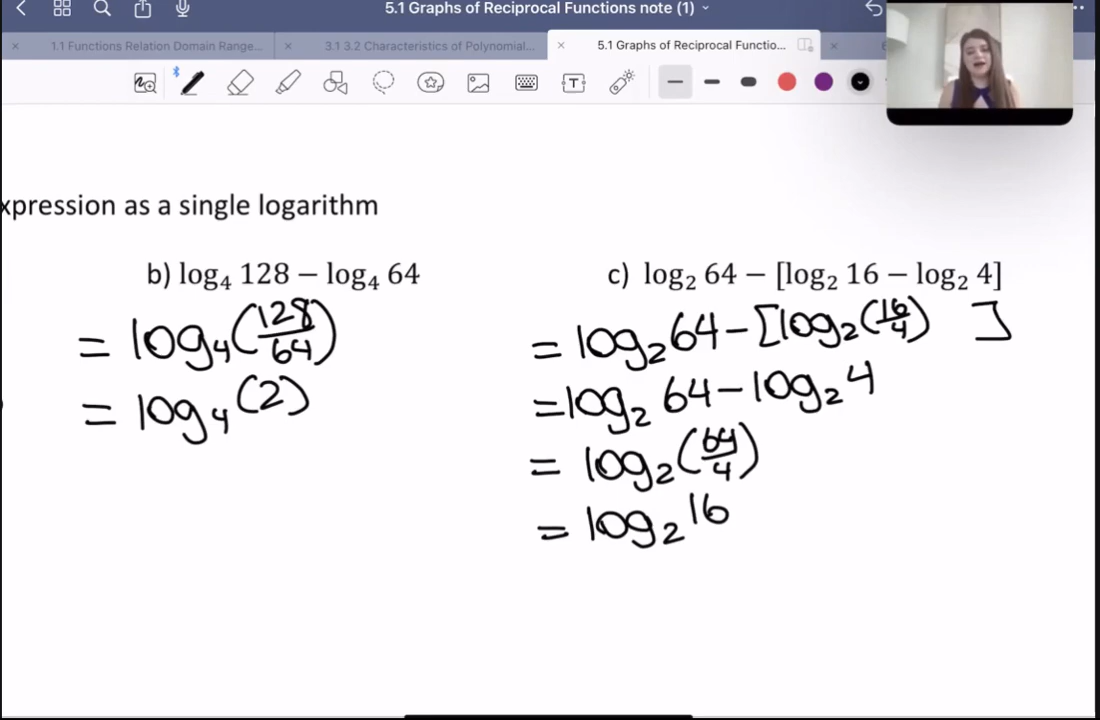 5.1 Graphs of Reciprocal Functions note (1)
1.1 Functions Relation Domain Range...
3.1 3.2 Characteristics of Polynomial...
5.1 Graphs of Reciprocal Functio...
xpression as a single logarithm
b) log₄ 128 − log₄ 64
= log₄(128/64)
= log₄(2)
c) log₂ 64 − [log₂ 16 − log₂ 4]
= log₂ 64 − [log₂(16/4) ]
= log₂ 64 − log₂ 4
= log₂(64/4)
= log₂ 16